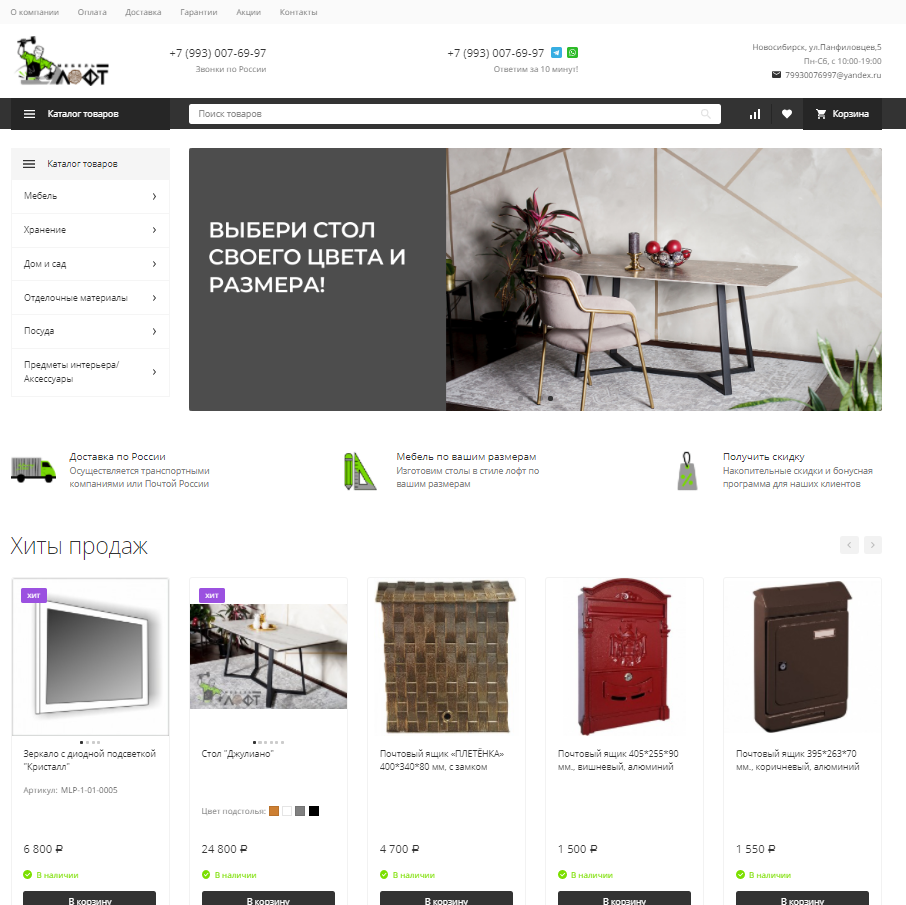 О компании
Оплата
Доставка
Гарантии
Акции
Контакты
МЕБЕЛЬ
ЛОФТ
+7 (993) 007-69-97
Звонки по России
+7 (993) 007-69-97
Ответим за 10 минут!
Новосибирск, ул.Панфиловцев,5
Пн-Сб, с 10:00-19:00
79930076997@yandex.ru
Каталог товаров
Поиск товаров
Корзина
Каталог товаров
Мебель
Хранение
Дом и сад
Отделочные материалы
Посуда
Предметы интерьера/
Аксессуары
ВЫБЕРИ СТОЛ
СВОЕГО ЦВЕТА И
РАЗМЕРА!
Доставка по России
Осуществляется транспортными
компаниями или Почтой России
Мебель по вашим размерам
Изготовим столы в стиле лофт по
вашим размерам
Получить скидку
Накопительные скидки и бонусная
программа для наших клиентов
Хиты продаж
ХИТ
Зеркало с диодной подсветкой
"Кристалл"
Артикул: MLP-1-01-0005
6 800 ₽
В наличии
В корзину
ХИТ
МЕБЕЛЬ
ЛОФТ
Стол "Джулиано"
Цвет подстолья:
24 800 ₽
В наличии
В корзину
Почтовый ящик «ПЛЕТЁНКА»
400*340*80 мм, с замком
4 700 ₽
В наличии
В корзину
Почтовый ящик 405*255*90
мм., вишневый, алюминий
1 500 ₽
В наличии
В корзину
Почтовый ящик 395*263*70
мм., коричневый, алюминий
1 550 ₽
В наличии
В корзину